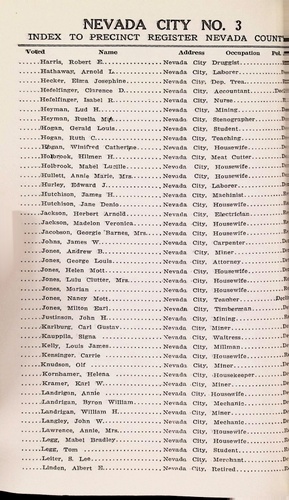 NEVADA CITY NO. 3
INDEX TO PRECINCT REGISTER NEVADA COUNT
Voted Name Address Occupation Pol.
Harris, Robert E. Nevada City Druggist
Hathaway, Arnold L. Nevada City, Laborer
Hecker, Eliza Josephine. Nevada City, Dep. Trea.
Hefelfinger, Clarence D. Nevada City, Accountant. Decli
Hefelfinger, Isabel R. Nevada City, Nurse.
Heyman, Lud H. Nevada City, Mining
Heyman, Ruella M. Nevada City, Stenographer
Hogan, Gerald Louis Nevada City, Student
Hogan, Ruth C. Nevada City, Teaching
Hogan, Winifred Catherine Nevada City, Housewife
Holbrook, Hilmer H. Nevada City, Meat Cutter
Holbrook, Mabel Lucille Nevada City, Housewife
Hullett, Annie Marie, Mrs. Nevada City, Housewife
Hurley, Edward J. Nevada City, Laborer
Hutchison, James H. Nevada City, Machinist
Hutchison, Jane Denis Nevada City, Housewife
Jackson, Herbert Arnold Nevada City, Electrician
Jackson, Madelon Veronica Nevada City, Housewife
Jacobson, Georgie Barnes, Mrs. Nevada City, Housewife
Johns, James W. Nevada City, Carpenter
Jones, Andrew B. Nevada City, Miner
Jones, George Louis Nevada City, Attorney
Jones, Helen Mott Nevada City, Housewife
Jones, Lulu Clutter, Mrs. Nevada City, Housewife
Jones, Marian Nevada City, Housewife
Jones, Nancy Mott Nevada City, Teacher Decli
Jones, Milton Earl Nevada City, Timberman
Justinson, John H. Nevada City, Mining
Karlburg, Carl Gustav Nevada City, Miner
Kauppila, Signa Nevada City, Waitress
Kelly, Louis James Nevada City, Millman
Kensinger, Carrie Nevada City, Housewife
Knudson, Olf Nevada City, Miner
Kornhamer, Helena Nevada City, Housekeeper
Kramer, Karl W. Nevada City, Miner
Landrigan, Annie Nevada City, Housewife
Landrigan, Byron William Nevada City, Mechanic
Landrigan, William H. Nevada City, Miner
Langley, John W. Nevada City, Mechanic
Lawrence, Annie, Mrs. Nevada City, Housewife
Legg, Mabel Bradley Nevada City, Housewife
Legg, Tom Nevada City, Student
Leiter, S. Lee Nevada City, Merchant
Linden, Albert E. Nevada City, Retired